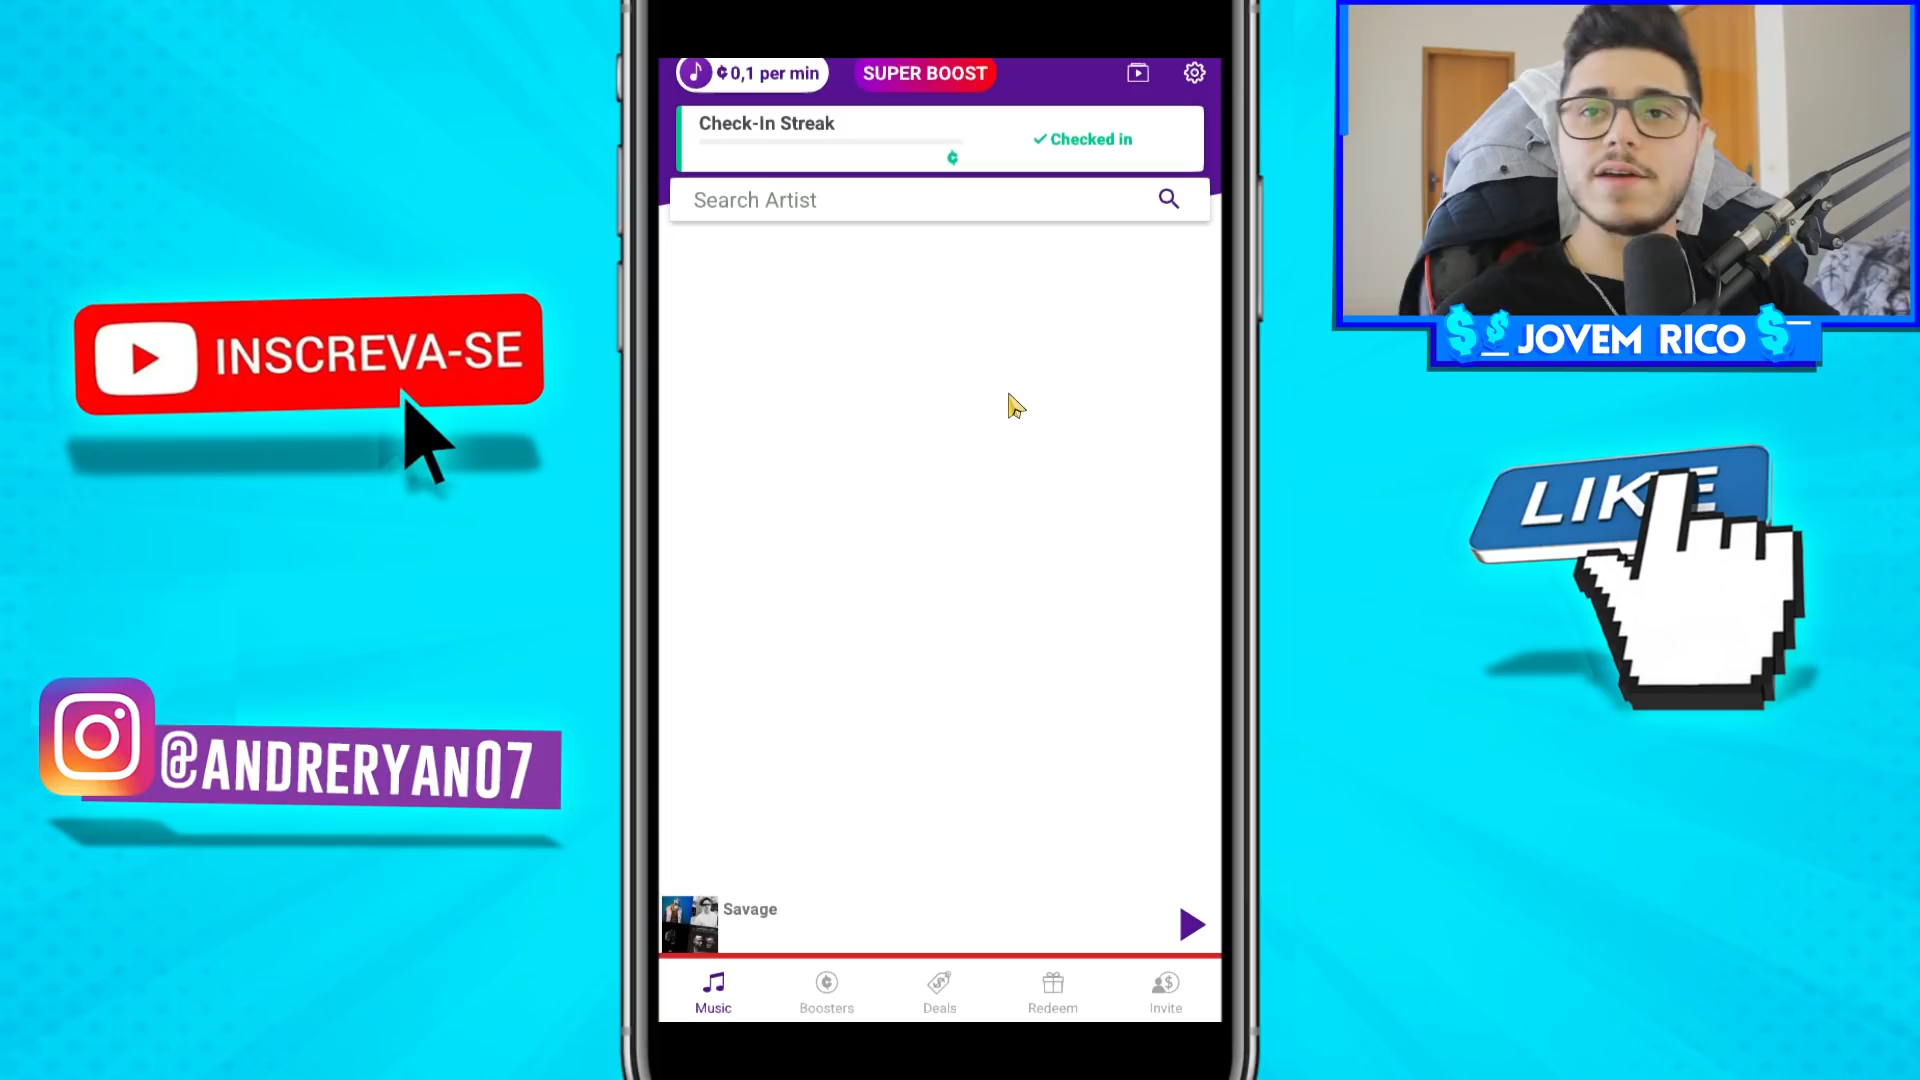 ₵ 0,1 per min
SUPER BOOST
Check-In Streak
Checked in
Search Artist
INSCREVA-SE
JOVEM RICO
LIKE
@ANDRERYAN07
Savage
Music
Boosters
Deals
Redeem
Invite